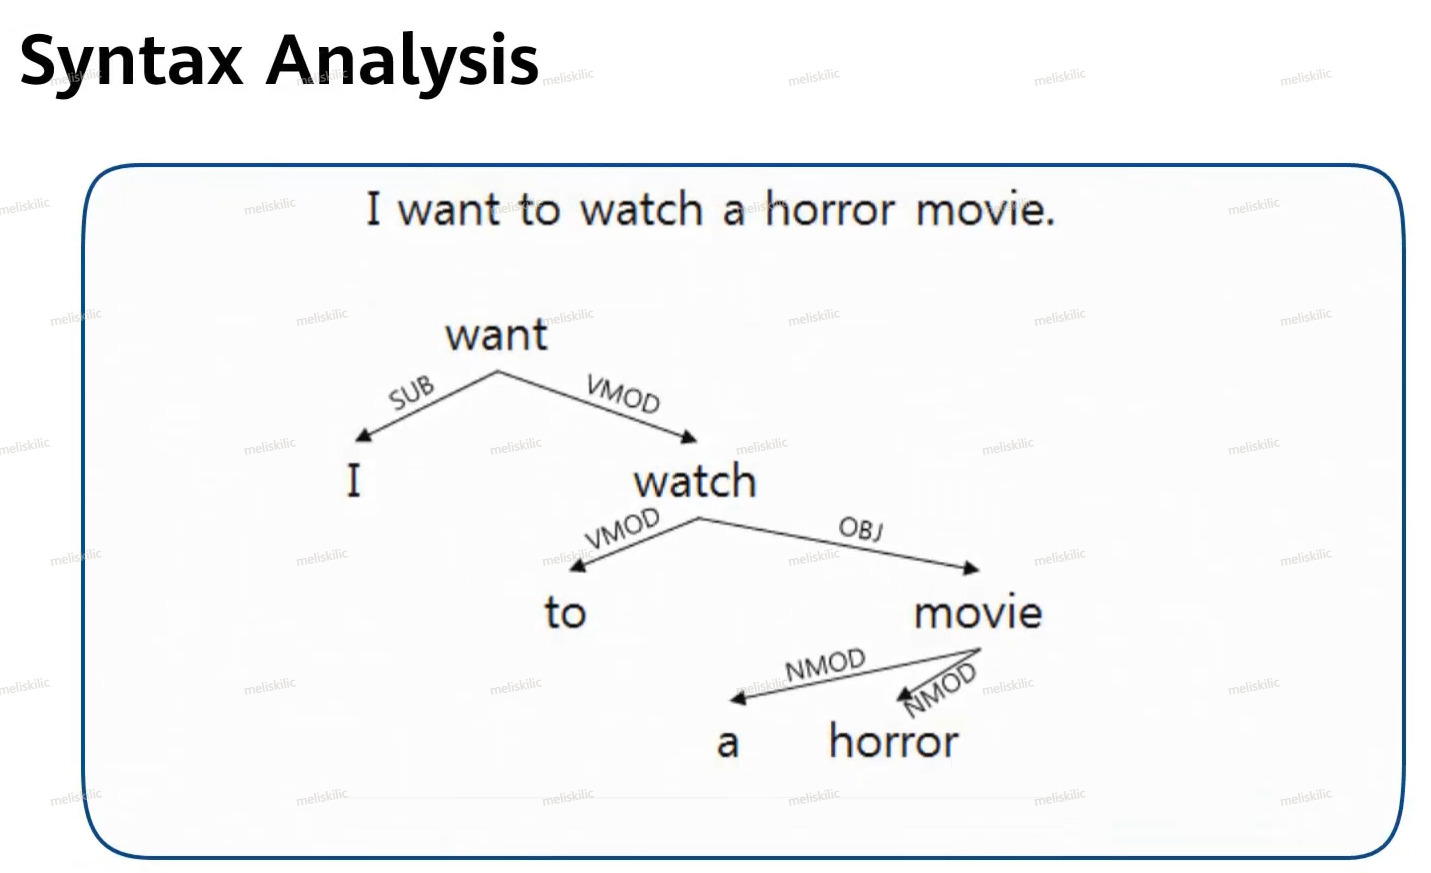 Syntax Analysis
I want to watch a horror movie.
want
SUB VMOD
I watch
VMOD OBJ
to movie
NMOD NMOD
a horror
meliskilic